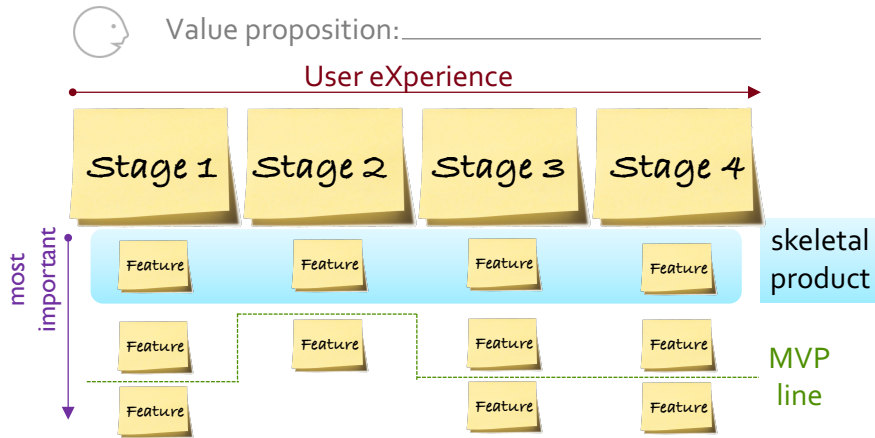 Value proposition:
User eXperience
Stage 1 Stage 2 Stage 3 Stage 4
most
important
skeletal
product
Feature Feature Feature Feature
Feature Feature Feature Feature
MVP
line
Feature Feature Feature